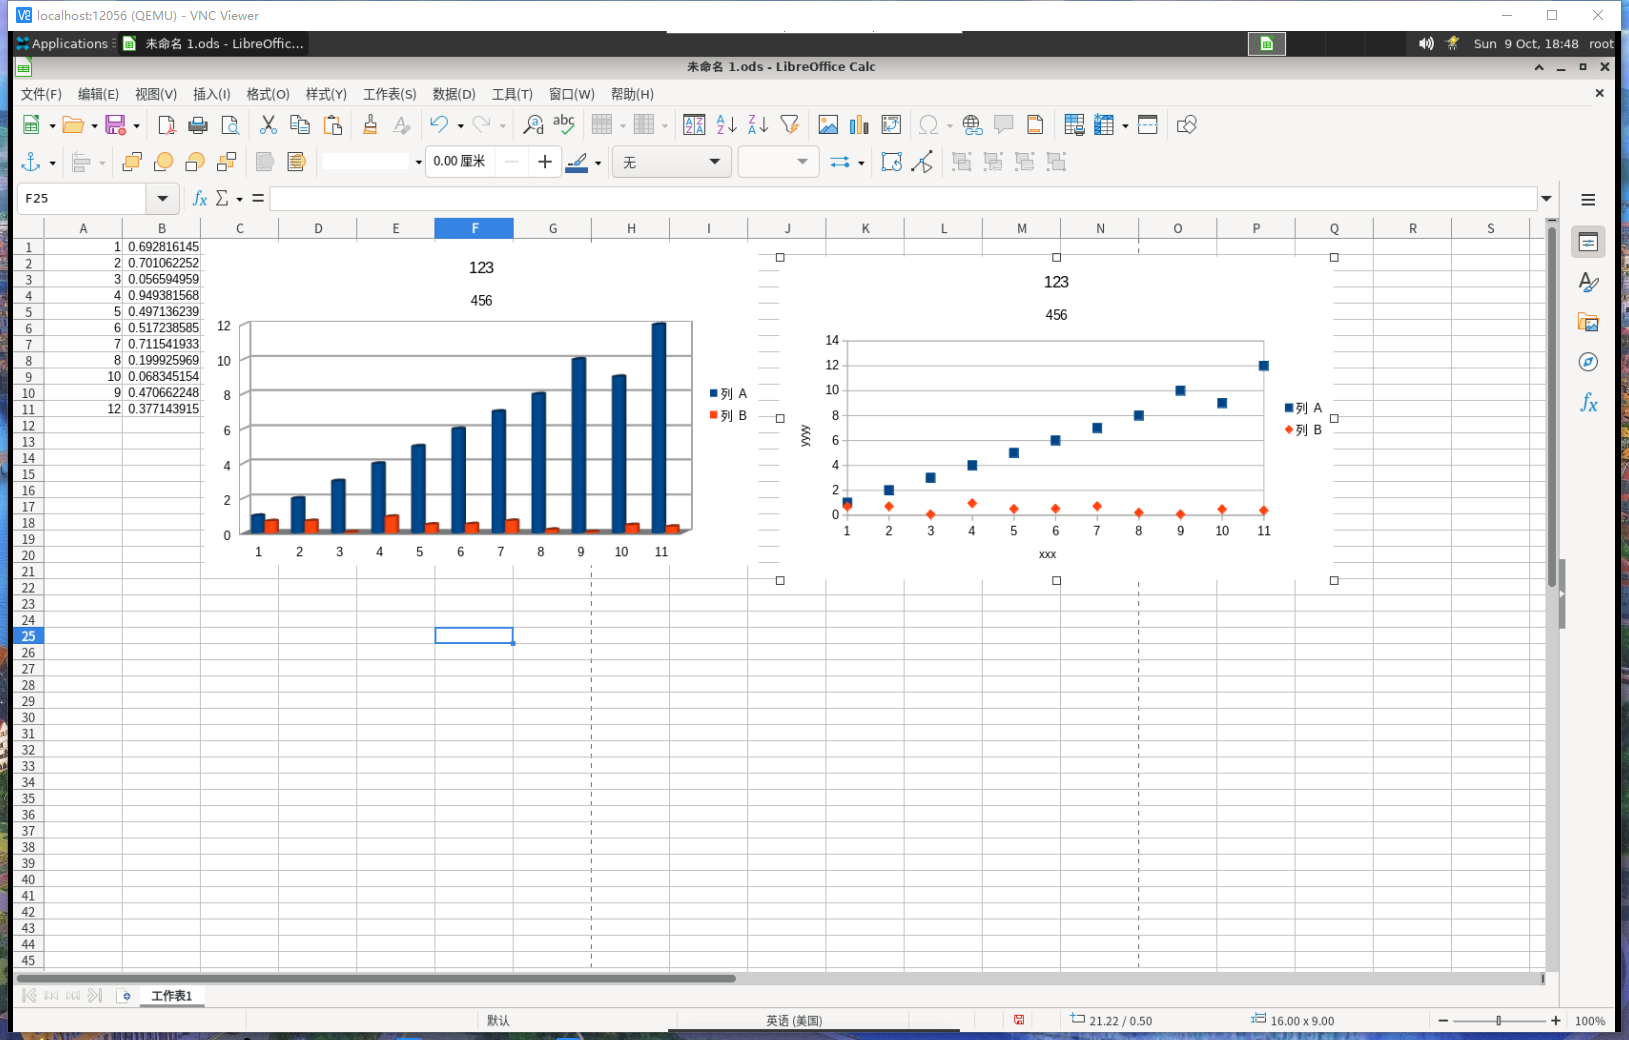 localhost:12056 (QEMU) - VNC Viewer
Applications
未命名 1.ods - LibreOffic...
Sun 9 Oct, 18:48 root
未命名 1.ods - LibreOffice Calc
文件(F) 编辑(E) 视图(V) 插入(I) 格式(O) 样式(Y) 工作表(S) 数据(D) 工具(T) 窗口(W) 帮助(H)
0.00 厘米
无
F25
A B C D E F G H I J K L M N O P Q R S
1 1 0.692816145
2 2 0.701062252
3 3 0.056594959
4 4 0.949381568
5 5 0.497136239
6 6 0.517238585
7 7 0.711541933
8 8 0.199925969
9 10 0.068345154
10 9 0.470662248
11 12 0.377143915
12
13
14
15
16
17
18
19
20
21
22
23
24
25
26
27
28
29
30
31
32
33
34
35
36
37
38
39
40
41
42
43
44
45
123
456
12
10
8
6
4
2
0
1 2 3 4 5 6 7 8 9 10 11
列 A
列 B
123
456
14
12
10
8
6
4
2
0
yyyy
1 2 3 4 5 6 7 8 9 10 11
xxx
列 A
列 B
工作表1
默认
英语 (美国)
21.22 / 0.50
16.00 x 9.00
100%